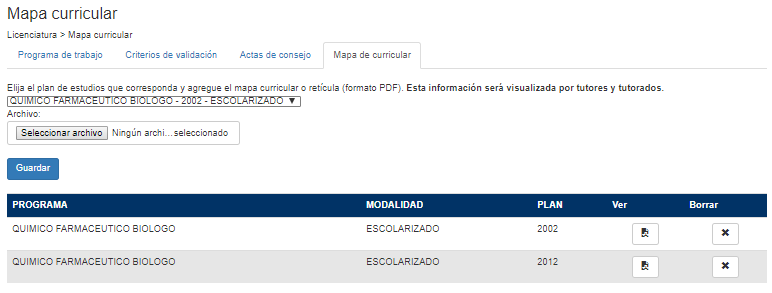 Mapa curricular
Licenciatura > Mapa curricular
Programa de trabajo Criterios de validación Actas de consejo Mapa de curricular
Elija el plan de estudios que corresponda y agregue el mapa curricular o retícula (formato PDF). Esta información será visualizada por tutores y tutorados.
QUIMICO FARMACEUTICO BIOLOGO - 2002 - ESCOLARIZADO ▼
Archivo:
Seleccionar archivo Ningún archi...seleccionado
Guardar
PROGRAMA MODALIDAD PLAN Ver Borrar
QUIMICO FARMACEUTICO BIOLOGO ESCOLARIZADO 2002
QUIMICO FARMACEUTICO BIOLOGO ESCOLARIZADO 2012